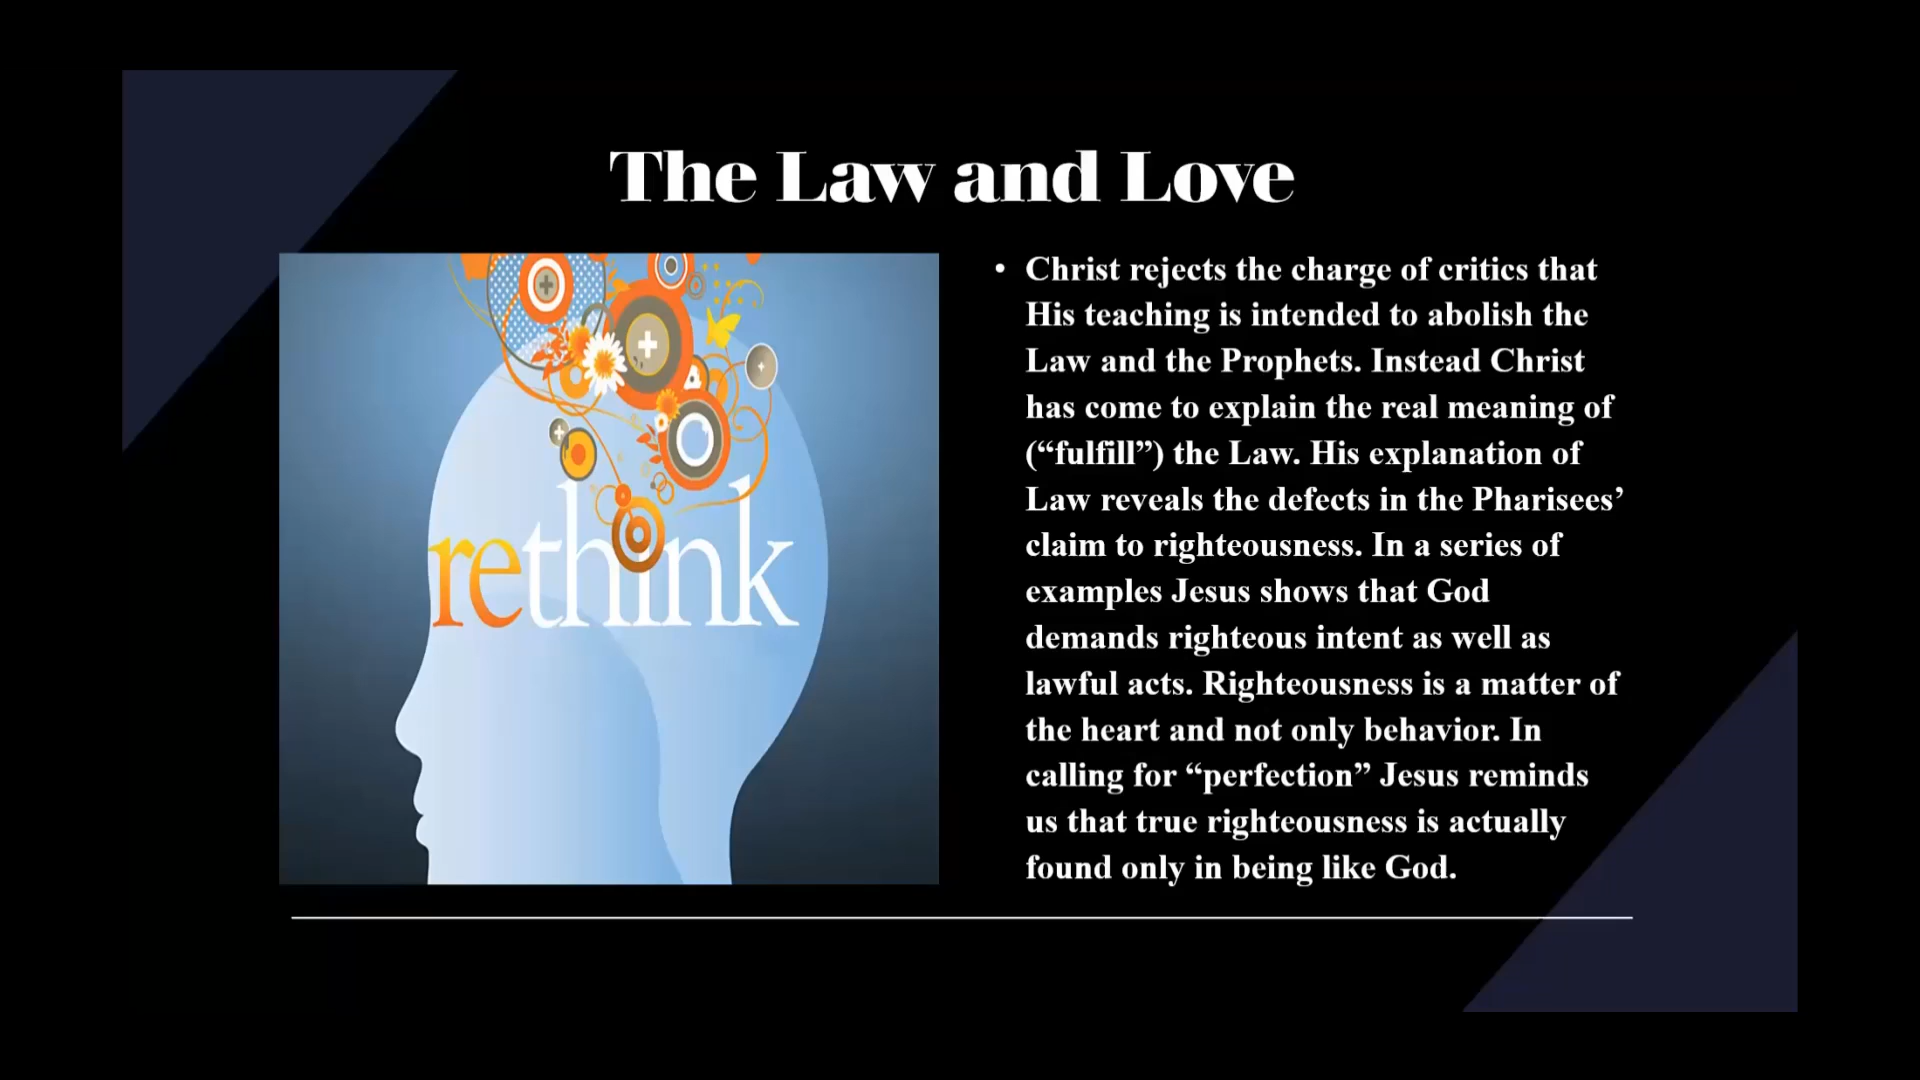 The Law and Love
rethink
• Christ rejects the charge of critics that
His teaching is intended to abolish the
Law and the Prophets. Instead Christ
has come to explain the real meaning of
(“fulfill”) the Law. His explanation of
Law reveals the defects in the Pharisees’
claim to righteousness. In a series of
examples Jesus shows that God
demands righteous intent as well as
lawful acts. Righteousness is a matter of
the heart and not only behavior. In
calling for “perfection” Jesus reminds
us that true righteousness is actually
found only in being like God.